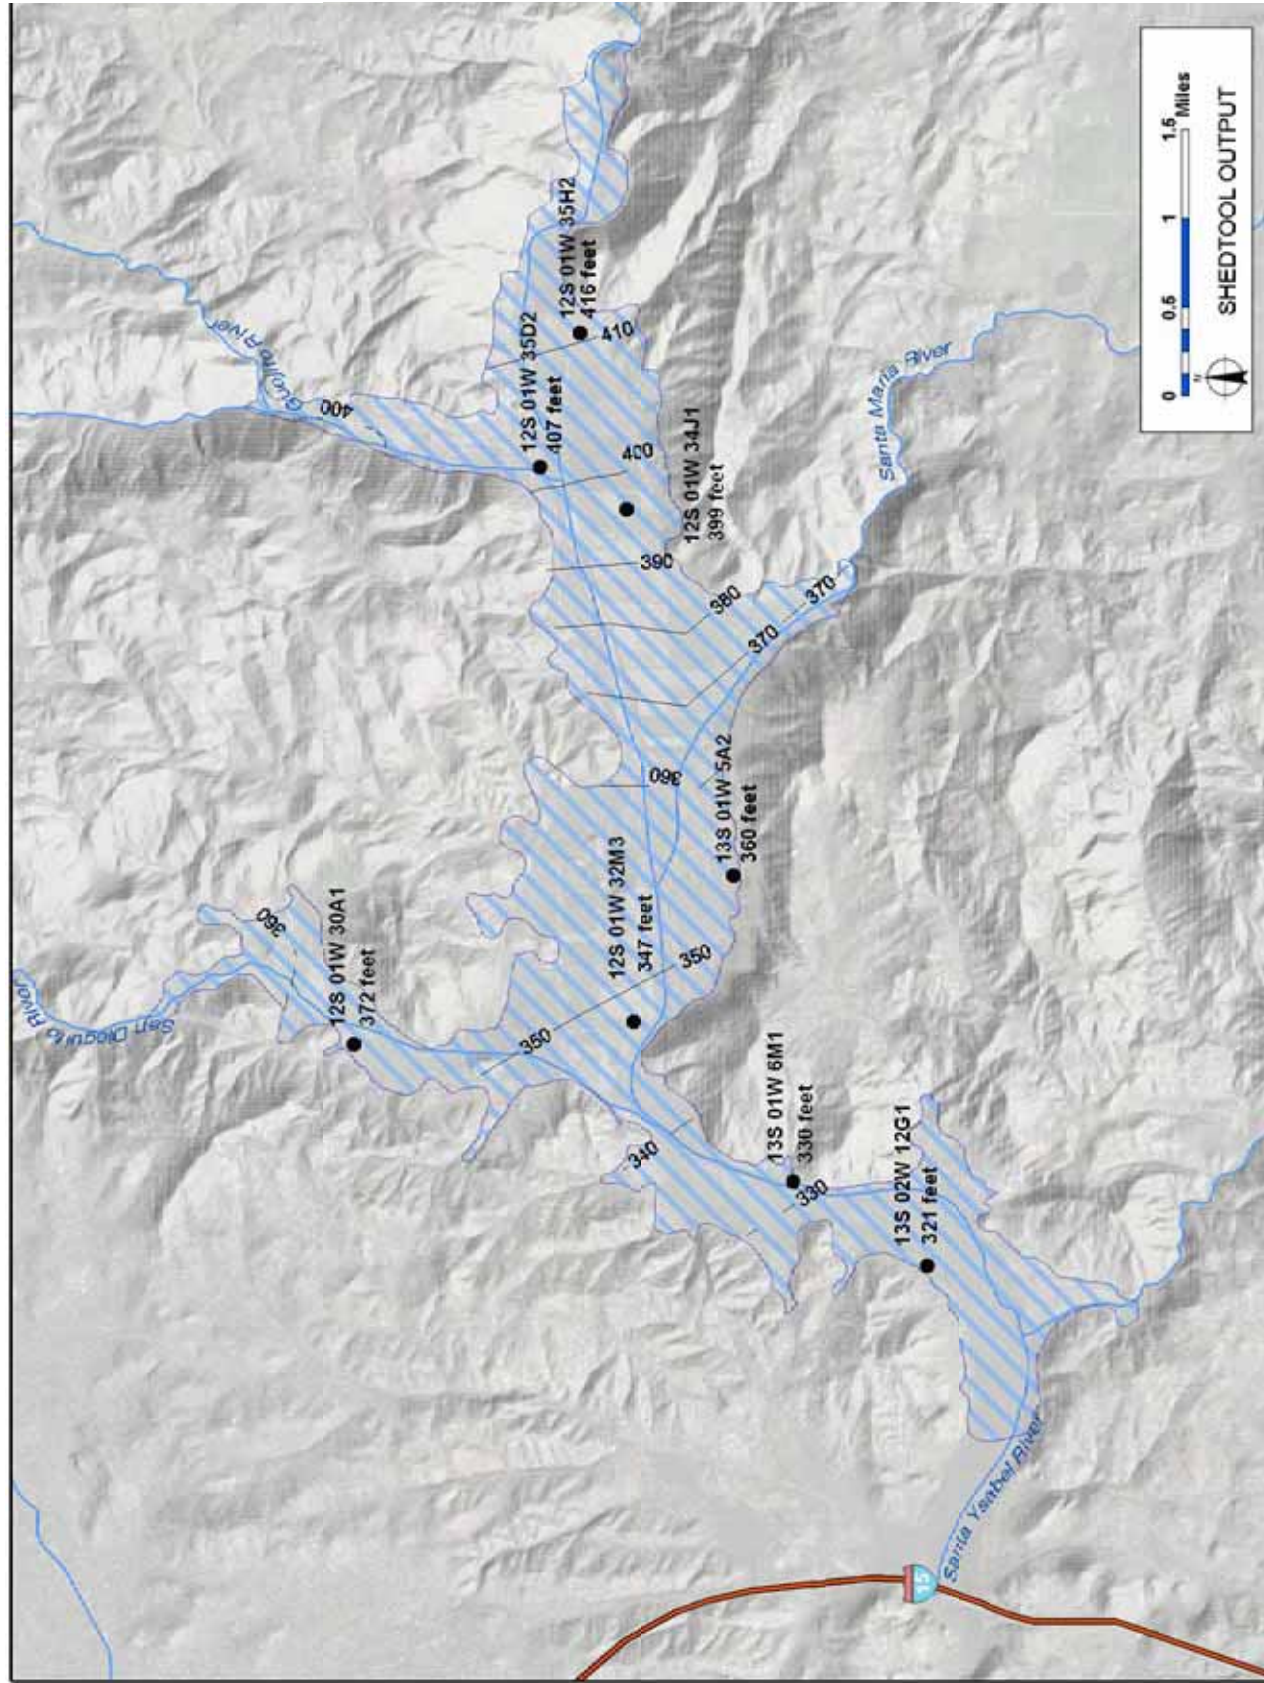 San Dieguito River
Guejito River
Santa Maria River
Santa Ysabel River
15
12S 01W 30A1
372 feet
12S 01W 32M3
347 feet
13S 01W 5A2
360 feet
13S 01W 6M1
330 feet
13S 02W 12G1
321 feet
12S 01W 35D2
407 feet
12S 01W 35H2
416 feet
12S 01W 34J1
399 feet
360
350
350
340
330
360
370
370
380
390
400
400
410
0 0.5 1 1.5
Miles
N
SHEDTOOL OUTPUT